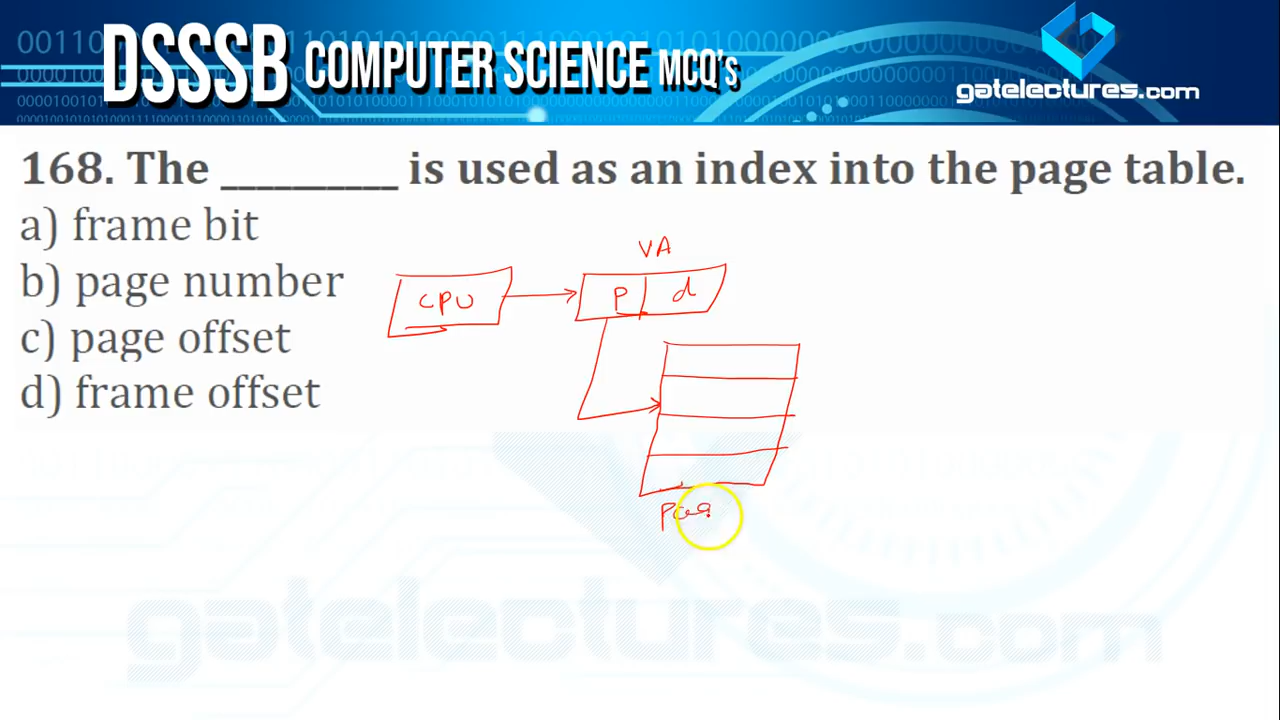 DSSSB COMPUTER SCIENCE MCQ's
gatelectures.com
168. The __________ is used as an index into the page table.
a) frame bit
b) page number
c) page offset
d) frame offset
VA
CPU
p d
gatelectures.com